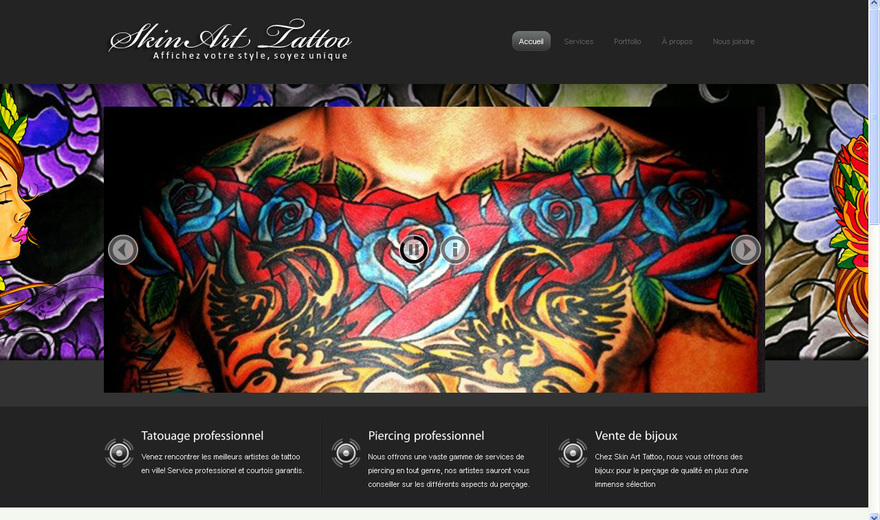 Skin Art Tattoo
Affichez votre style, soyez unique
Accueil
Services
Portfolio
À propos
Nous joindre
Tatouage professionnel
Venez rencontrer les meilleurs artistes de tattoo
en ville! Service professionel et courtois garantis.
Piercing professionnel
Nous offrons une vaste gamme de services de
piercing en tout genre, nos artistes sauront vous
conseiller sur les différents aspects du perçage.
Vente de bijoux
Chez Skin Art Tattoo, nous vous offrons des
bijoux pour le perçage de qualité en plus d'une
immense sélection